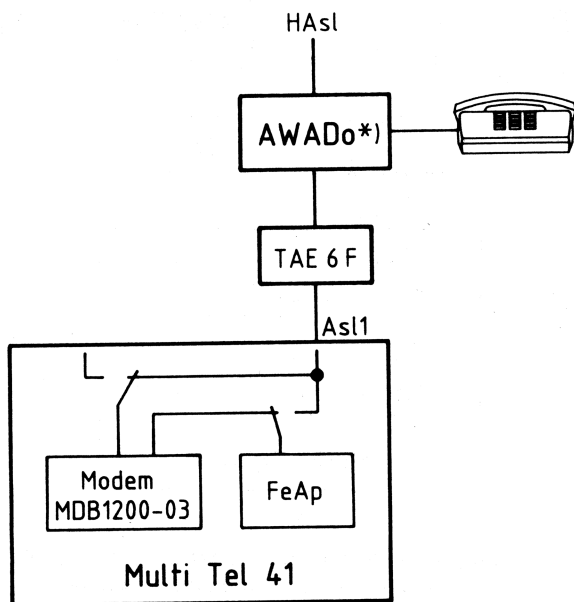 HAsl
AWADo*)
TAE 6 F
Asl1
Modem
MDB1200-03
FeAp
Multi Tel 41